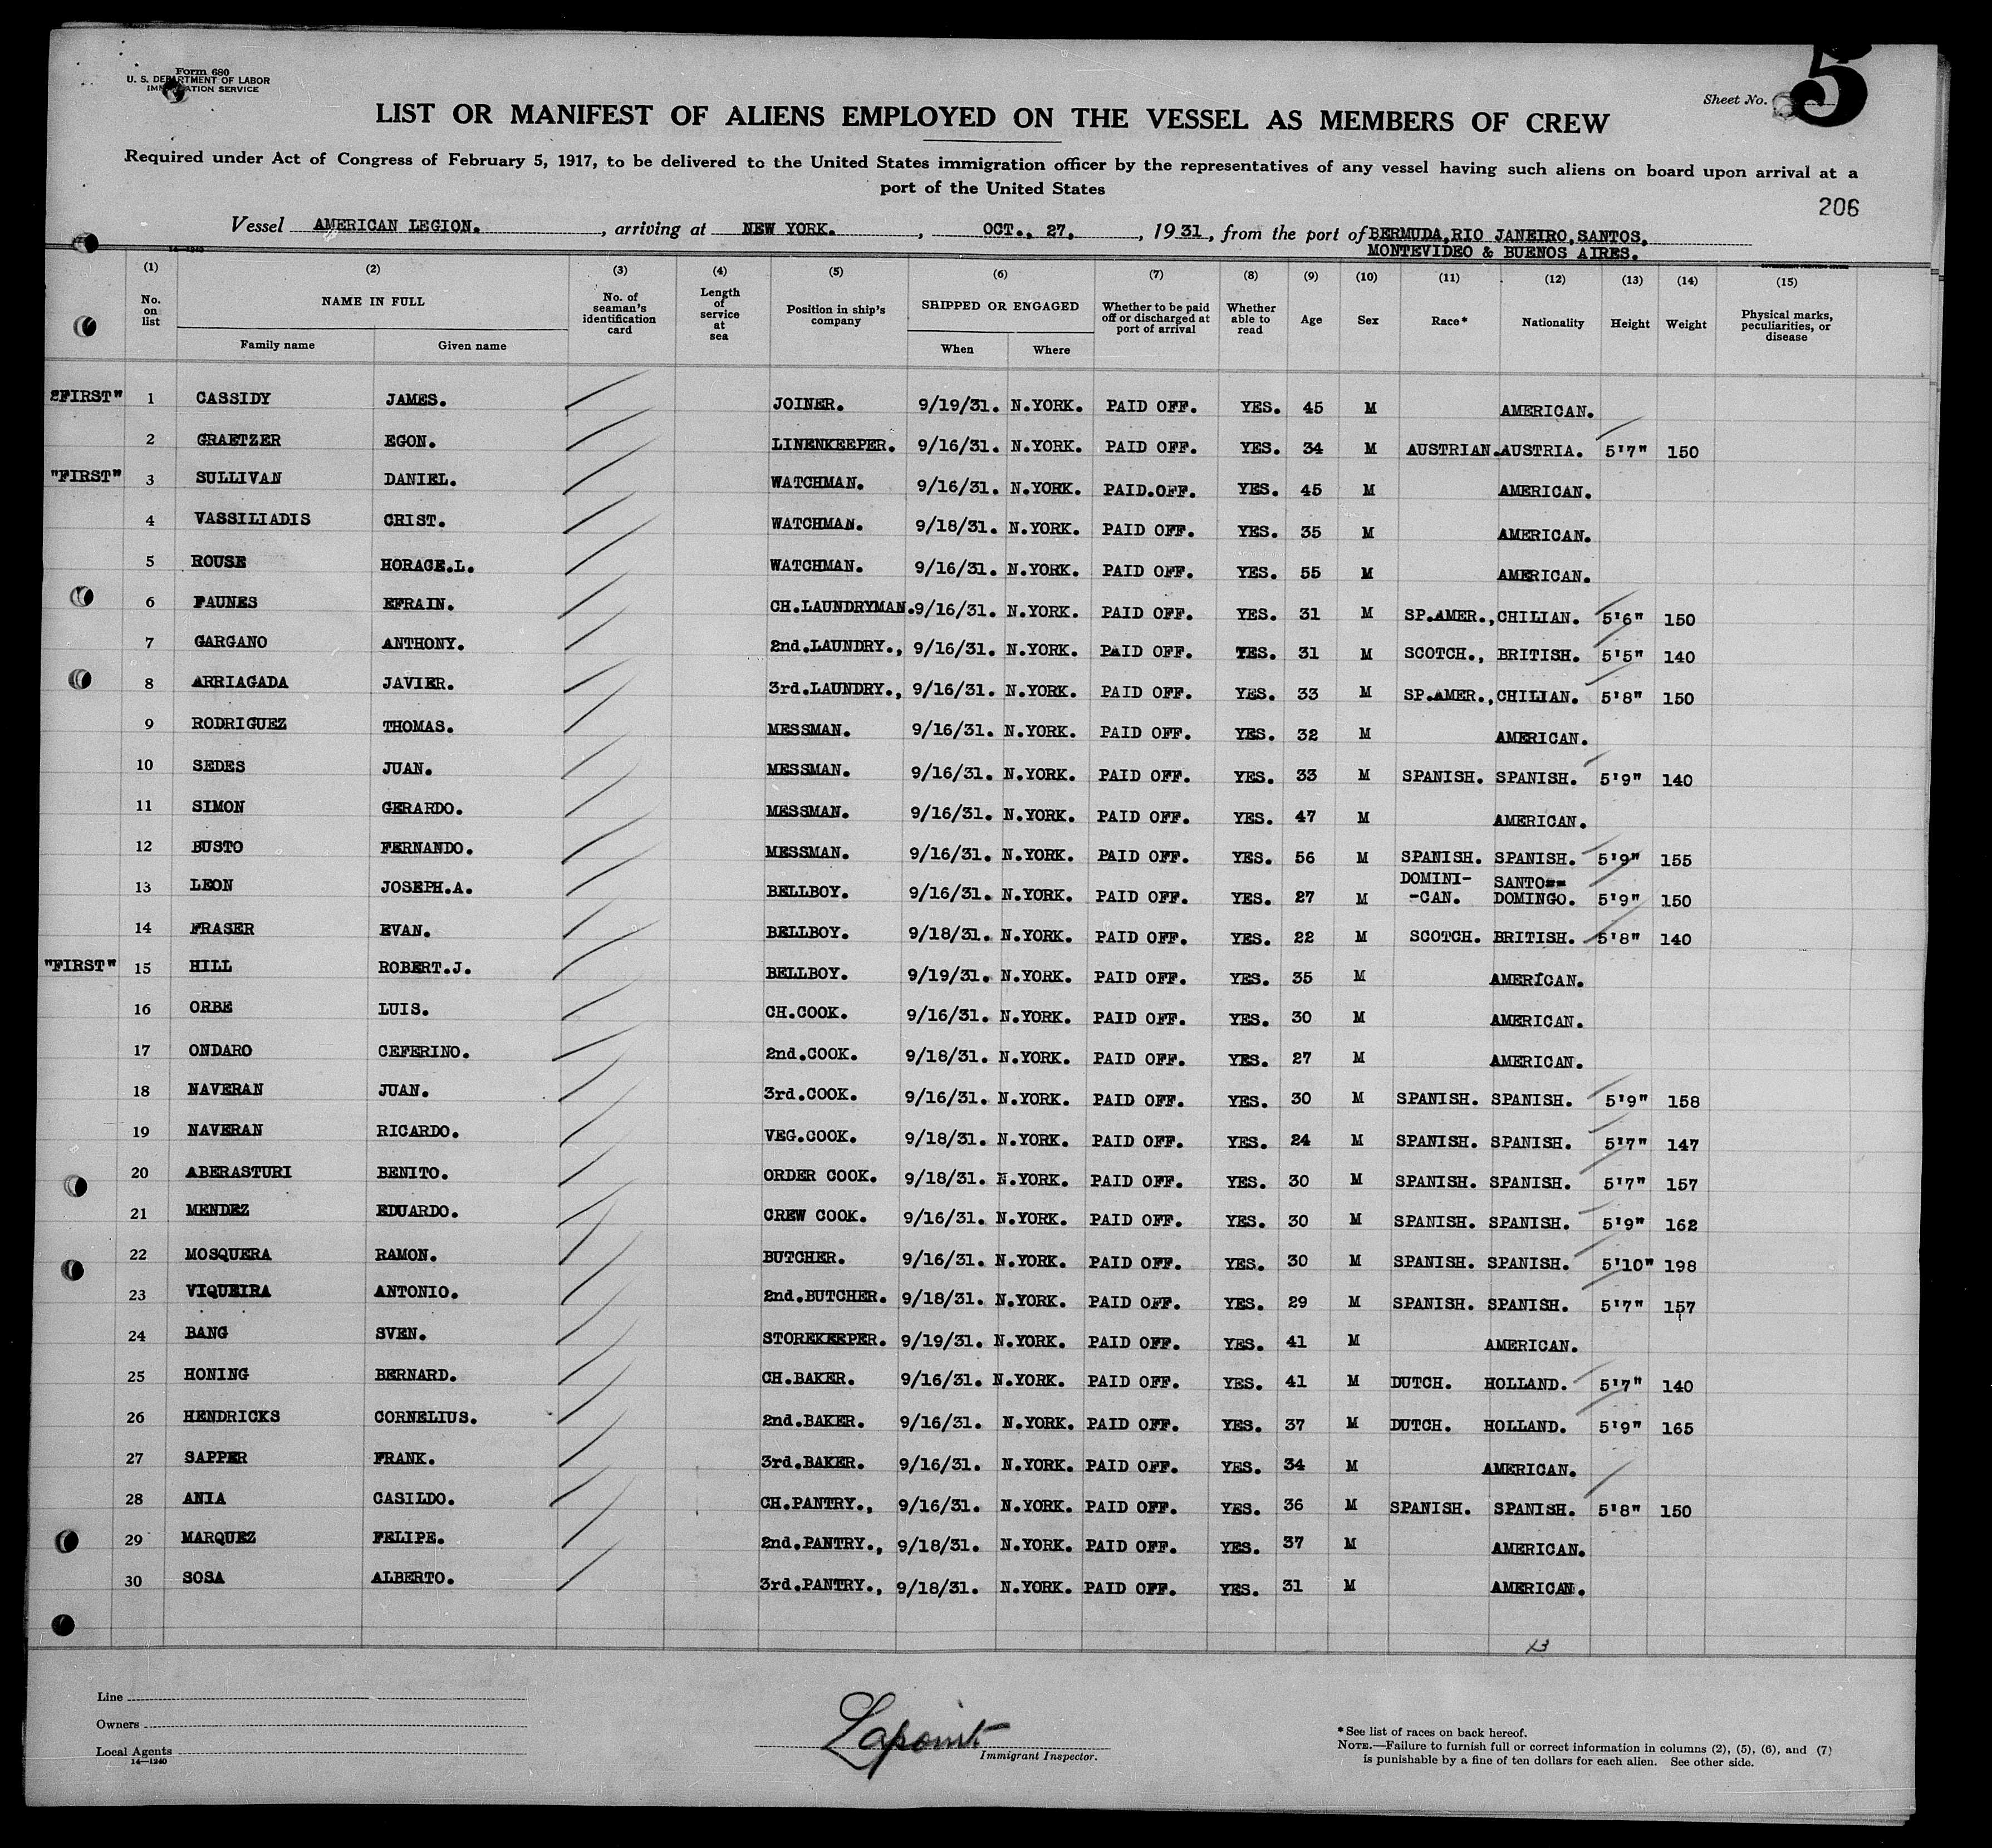 Form 680
U. S. DEPARTMENT OF LABOR
IMMIGRATION SERVICE
Sheet No. 5
LIST OR MANIFEST OF ALIENS EMPLOYED ON THE VESSEL AS MEMBERS OF CREW
Required under Act of Congress of February 5, 1917, to be delivered to the United States immigration officer by the representatives of any vessel having such aliens on board upon arrival at a
port of the United States
206
Vessel AMERICAN LEGION. , arriving at NEW YORK. , OCT., 27. , 1931, from the port of BERMUDA,RIO JANEIRO,SANTOS,
MONTEVIDEO & BUENOS AIRES.
14—1240
(1) (2) (3) (4) (5) (6) (7) (8) (9) (10) (11) (12) (13) (14) (15)
No. on list NAME IN FULL No. of seaman's identification card Length of service at sea Position in ship's company SHIPPED OR ENGAGED Whether to be paid off or discharged at port of arrival Whether able to read Age Sex Race* Nationality Height Weight Physical marks, peculiarities, or disease
Family name Given name When Where
"FIRST" 1 CASSIDY JAMES. JOINER. 9/19/31. N.YORK. PAID OFF. YES. 45 M AMERICAN.
2 GRAETZER EGON. LINENKEEPER. 9/16/31. N.YORK. PAID OFF. YES. 34 M AUSTRIAN. AUSTRIA. 5'7" 150
"FIRST" 3 SULLIVAN DANIEL. WATCHMAN. 9/16/31. N.YORK. PAID.OFF. YES. 45 M AMERICAN.
4 VASSILIADIS CRIST. WATCHMAN. 9/18/31. N.YORK. PAID OFF. YES. 35 M AMERICAN.
5 ROUSE HORACE.L. WATCHMAN. 9/16/31. N.YORK. PAID OFF. YES. 55 M AMERICAN.
6 FAUNES EFRAIN. CH.LAUNDRYMAN. 9/16/31. N.YORK. PAID OFF. YES. 31 M SP.AMER., CHILIAN. 5'6" 150
7 GARGANO ANTHONY. 2nd.LAUNDRY., 9/16/31. N.YORK. PAID OFF. YES. 31 M SCOTCH., BRITISH. 5'5" 140
8 ARRIAGADA JAVIER. 3rd.LAUNDRY., 9/16/31. N.YORK. PAID OFF. YES. 33 M SP.AMER., CHILIAN. 5'8" 150
9 RODRIGUEZ THOMAS. MESSMAN. 9/16/31. N.YORK. PAID OFF. YES. 32 M AMERICAN.
10 SEDES JUAN. MESSMAN. 9/16/31. N.YORK. PAID OFF. YES. 33 M SPANISH. SPANISH. 5'9" 140
11 SIMON GERARDO. MESSMAN. 9/16/31. N.YORK. PAID OFF. YES. 47 M AMERICAN.
12 BUSTO FERNANDO. MESSMAN. 9/16/31. N.YORK. PAID OFF. YES. 56 M SPANISH. SPANISH. 5'9" 155
13 LEON JOSEPH.A. BELLBOY. 9/16/31. N.YORK. PAID OFF. YES. 27 M DOMINI--CAN. SANTO== DOMINGO. 5'9" 150
14 FRASER EVAN. BELLBOY. 9/18/31. N.YORK. PAID OFF. YES. 22 M SCOTCH. BRITISH. 5'8" 140
"FIRST" 15 HILL ROBERT.J. BELLBOY. 9/19/31. N.YORK. PAID OFF. YES. 35 M AMERICAN.
16 ORBE LUIS. CH.COOK. 9/16/31. N.YORK. PAID OFF. YES. 30 M AMERICAN.
17 ONDARO CEFERINO. 2nd.COOK. 9/18/31. N.YORK. PAID OFF. YES. 27 M AMERICAN.
18 NAVERAN JUAN. 3rd.COOK. 9/16/31. N.YORK. PAID OFF. YES. 30 M SPANISH. SPANISH. 5'9" 158
19 NAVERAN RICARDO. VEG.COOK. 9/18/31. N.YORK. PAID OFF. YES. 24 M SPANISH. SPANISH. 5'7" 147
20 ABERASTURI BENITO. ORDER COOK. 9/18/31. N.YORK. PAID OFF. YES. 30 M SPANISH. SPANISH. 5'7" 157
21 MENDEZ EDUARDO. CREW COOK. 9/16/31. N.YORK. PAID OFF. YES. 30 M SPANISH. SPANISH. 5'9" 162
22 MOSQUERA RAMON. BUTCHER. 9/16/31. N.YORK. PAID OFF. YES. 30 M SPANISH. SPANISH. 5'10" 198
23 VIQUEIRA ANTONIO. 2nd.BUTCHER. 9/18/31. N.YORK. PAID OFF. YES. 29 M SPANISH. SPANISH. 5'7" 157
24 BANG SVEN. STOREKEEPER. 9/19/31. N.YORK. PAID OFF. YES. 41 M AMERICAN.
25 HONING BERNARD. CH.BAKER. 9/16/31. N.YORK. PAID OFF. YES. 41 M DUTCH. HOLLAND. 5'7" 140
26 HENDRICKS CORNELIUS. 2nd.BAKER. 9/16/31. N.YORK. PAID OFF. YES. 37 M DUTCH. HOLLAND. 5'9" 165
27 SAPPER FRANK. 3rd.BAKER. 9/16/31. N.YORK. PAID OFF. YES. 34 M AMERICAN.
28 ANIA CASILDO. CH.PANTRY., 9/16/31. N.YORK. PAID OFF. YES. 36 M SPANISH. SPANISH. 5'8" 150
29 MARQUEZ FELIPE. 2nd.PANTRY., 9/18/31. N.YORK. PAID OFF. YES. 37 M AMERICAN.
30 SOSA ALBERTO. 3rd.PANTRY., 9/18/31. N.YORK. PAID OFF. YES. 31 M AMERICAN.
Line
Owners
Local Agents
14—1240
Lapoint
Immigrant Inspector.
*See list of races on back hereof.
NOTE.—Failure to furnish full or correct information in columns (2), (5), (6), and (7)
is punishable by a fine of ten dollars for each alien. See other side.